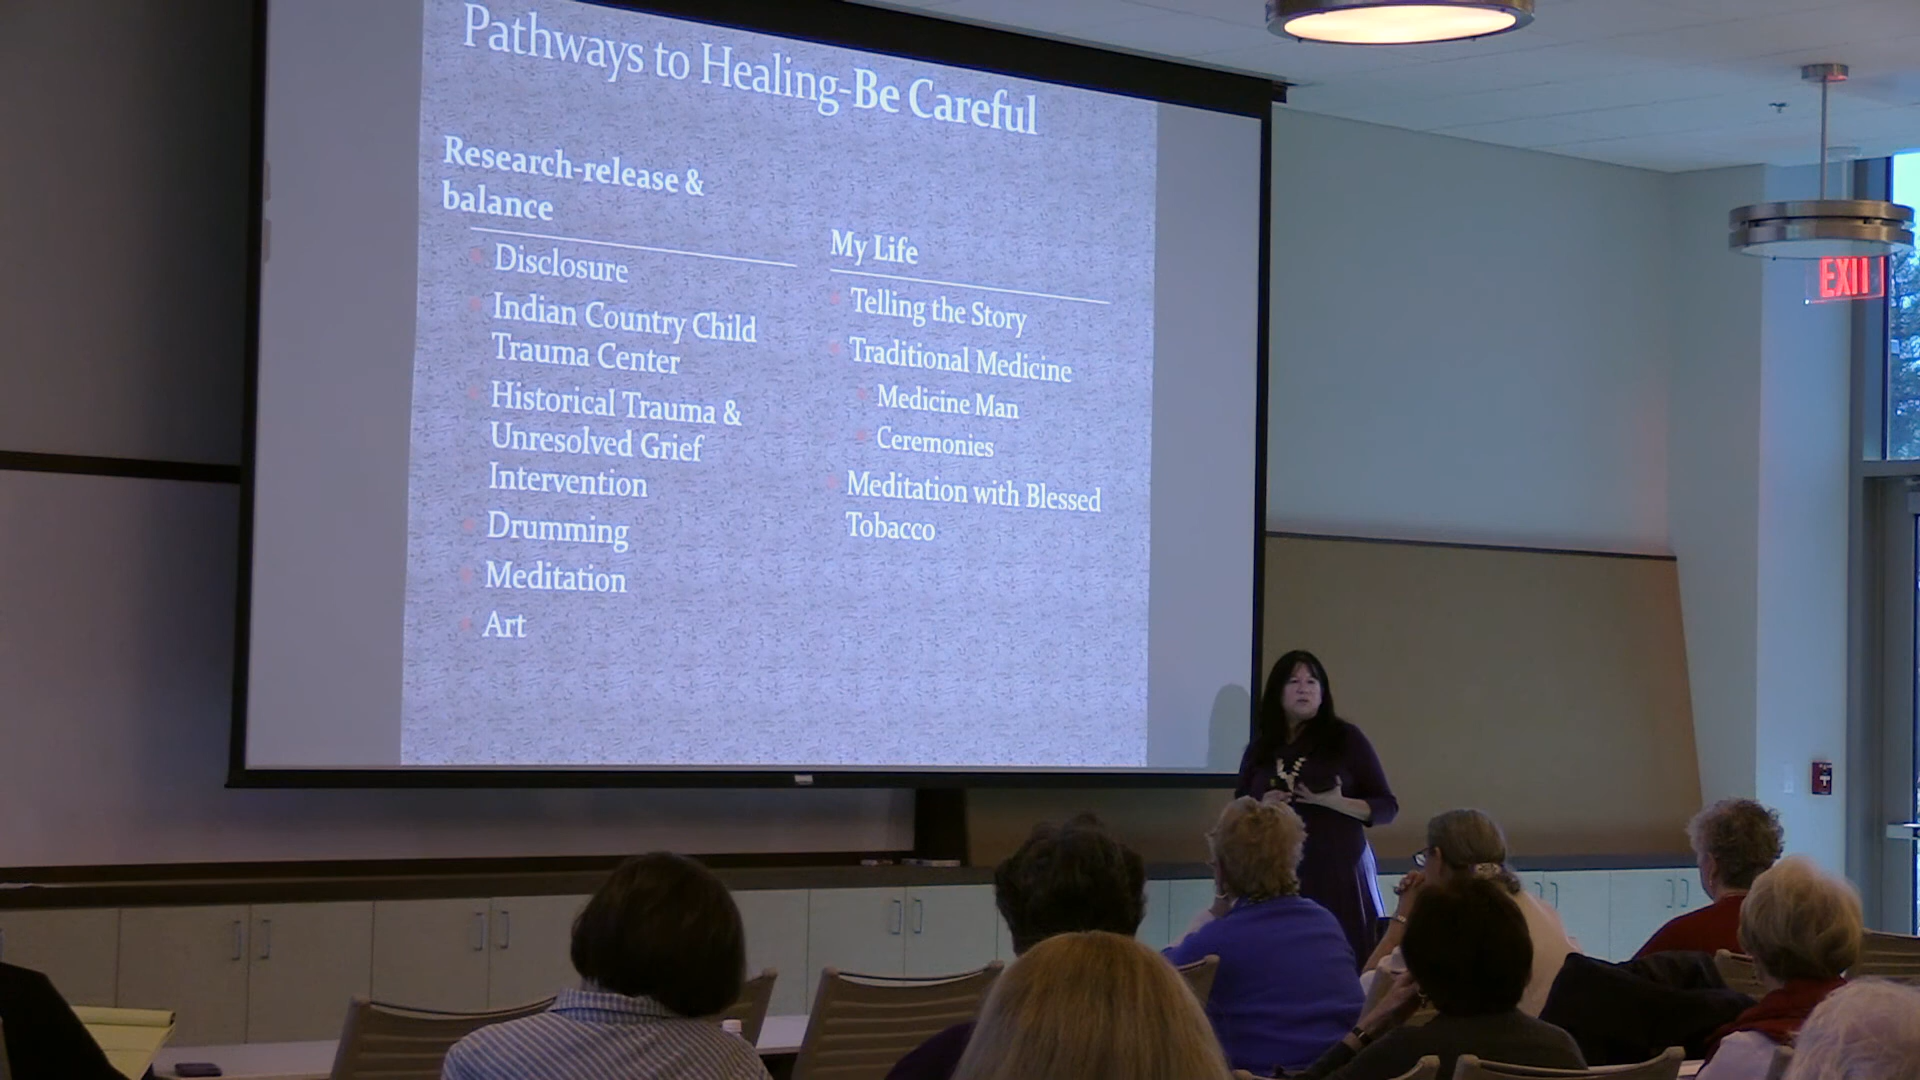 Pathways to Healing-Be Careful
Research-release &
balance
Disclosure
Indian Country Child
Trauma Center
Historical Trauma &
Unresolved Grief
Intervention
Drumming
Meditation
Art
My Life
Telling the Story
Traditional Medicine
Medicine Man
Ceremonies
Meditation with Blessed
Tobacco
EXIT